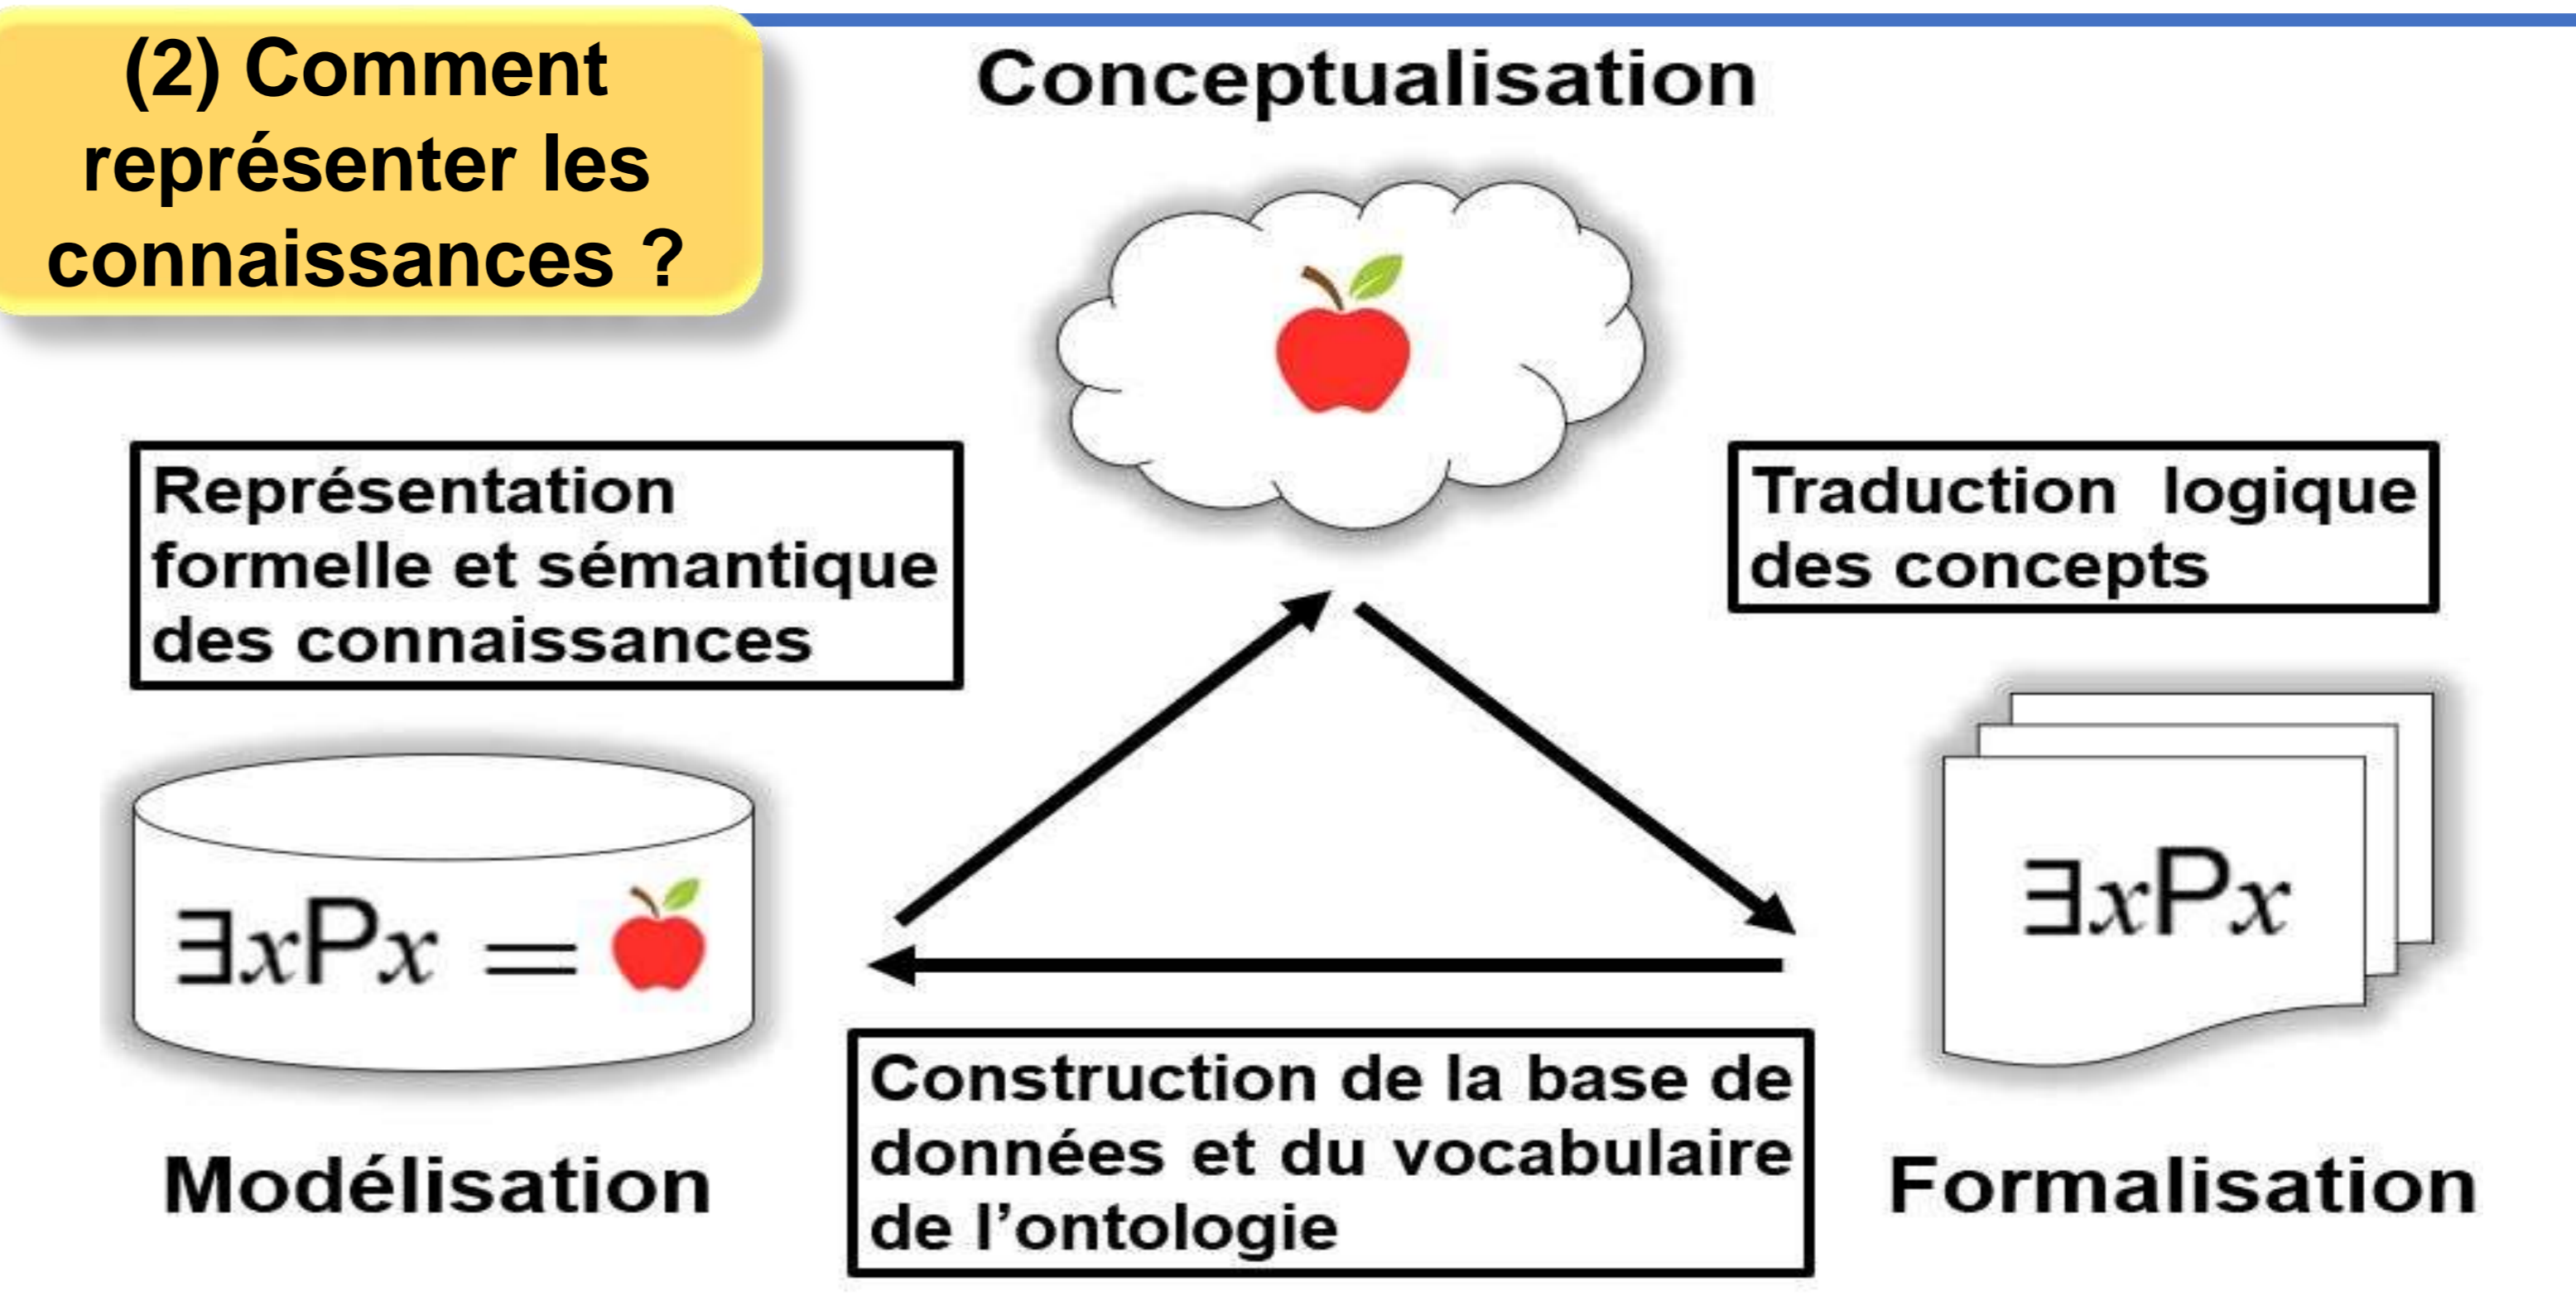 (2) Comment
représenter les
connaissances ?
Conceptualisation
Représentation
formelle et sémantique
des connaissances
Traduction logique
des concepts
∃xPx =
∃xPx
Construction de la base de
données et du vocabulaire
de l’ontologie
Modélisation
Formalisation